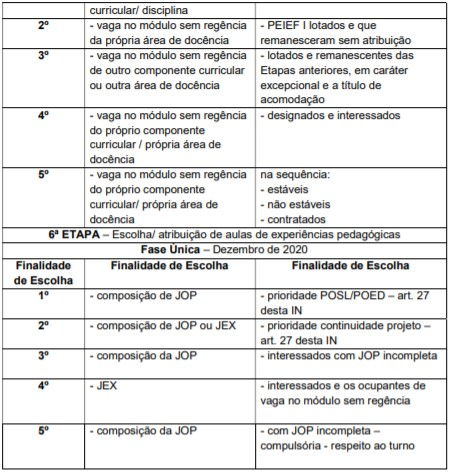 curricular/ disciplina
2º
- vaga no módulo sem regência
da própria área de docência
- PEIEF I lotados e que
remanesceram sem atribuição
3º
- vaga no módulo sem regência
de outro componente curricular
ou outra área de docência
- lotados e remanescentes das
Etapas anteriores, em caráter
excepcional e a título de
acomodação
4º
- vaga no módulo sem regência
do próprio componente
curricular / própria área de
docência
- designados e interessados
5º
- vaga no módulo sem regência
do próprio componente
curricular/ própria área de
docência
na sequência:
- estáveis
- não estáveis
- contratados
6ª ETAPA – Escolha/ atribuição de aulas de experiências pedagógicas
Fase Única – Dezembro de 2020
Finalidade
de Escolha
Finalidade de Escolha
Finalidade de Escolha
1º
- composição de JOP
- prioridade POSL/POED – art. 27
desta IN
2º
- composição de JOP ou JEX
- prioridade continuidade projeto –
art. 27 desta IN
3º
- composição da JOP
- interessados com JOP incompleta
4º
- JEX
- interessados e os ocupantes de
vaga no módulo sem regência
5º
- composição da JOP
- com JOP incompleta –
compulsória - respeito ao turno